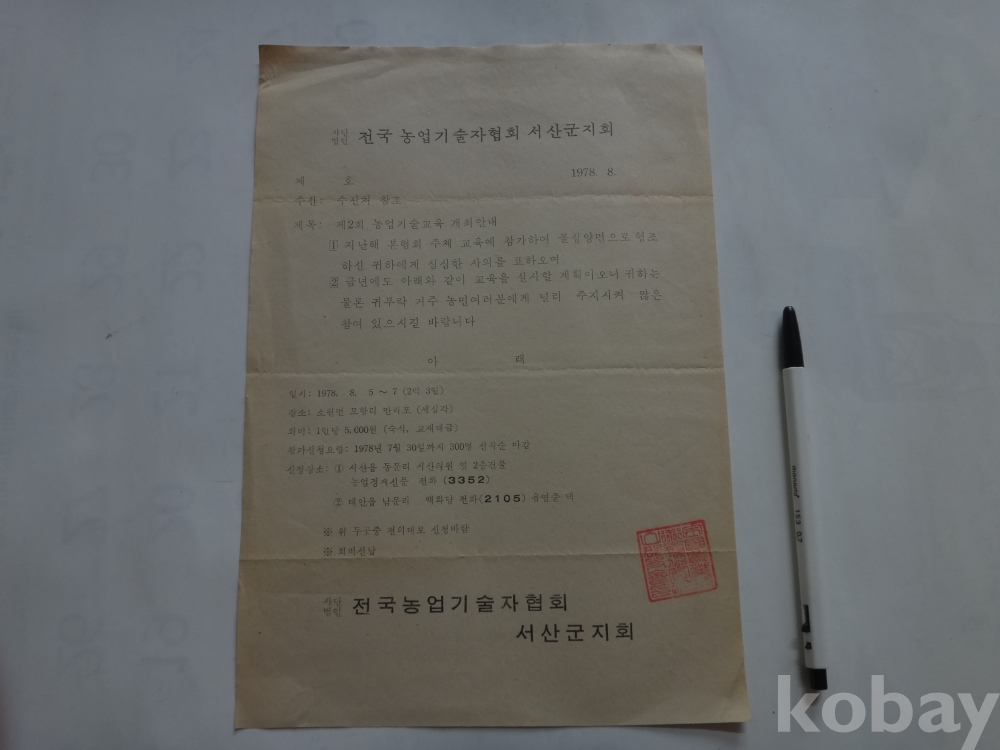 사단
법인 전국 농업기술자협회 서산군지회
1978. 8.
제 호
수신: 수신처 참조
제목: 제2회 농업기술교육 개최안내
① 지난해 본협회 주체 교육에 참가하여 물심양면으로 협조
하신 귀하에게 심심한 사의를 표하오며
② 금년에도 아래와 같이 교육을 실시할 계획이오니 귀하는
물론 귀부락 거주 농민여러분에게 널리 주지시켜 많은
참여 있으시길 바랍니다
아 래
일시: 1978. 8. 5 ~ 7 (2박 3일)
장소: 소원면 모항리 만리포 (세심각)
회비: 1인당 5,000원 (숙식, 교재대금)
참가신청요령: 1978년 7월 30일까지 300명 선착순 마감
신청장소: ① 서산읍 동문리 서산의원 옆 2층건물
농업경제신문 전화 (3352)
② 태안읍 남문리 백화당 전화(2105) 댁
※ 위 두곳중 편의대로 신청바람
※ 회비선납
사단
법인 전국농업기술자협회
서산군지회
kobay